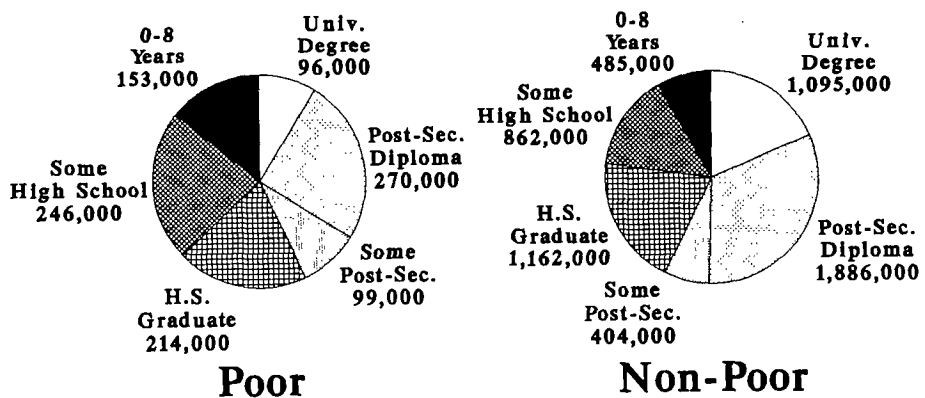 0-8
Years
153,000
Univ.
Degree
96,000
Post-Sec.
Diploma
270,000
Some
Post-Sec.
99,000
H.S.
Graduate
214,000
Some
High School
246,000
Poor
0-8
Years
485,000
Univ.
Degree
1,095,000
Post-Sec.
Diploma
1,886,000
Some
Post-Sec.
404,000
H.S.
Graduate
1,162,000
Some
High School
862,000
Non-Poor